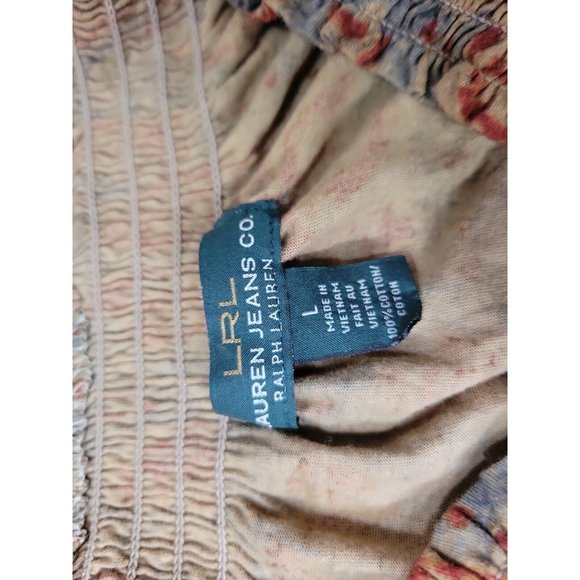 LRL
LAUREN JEANS CO.
RALPH LAUREN
L
MADE IN
VIETNAM
FAIT AU
VIETNAM
100%COTTON/
COTON